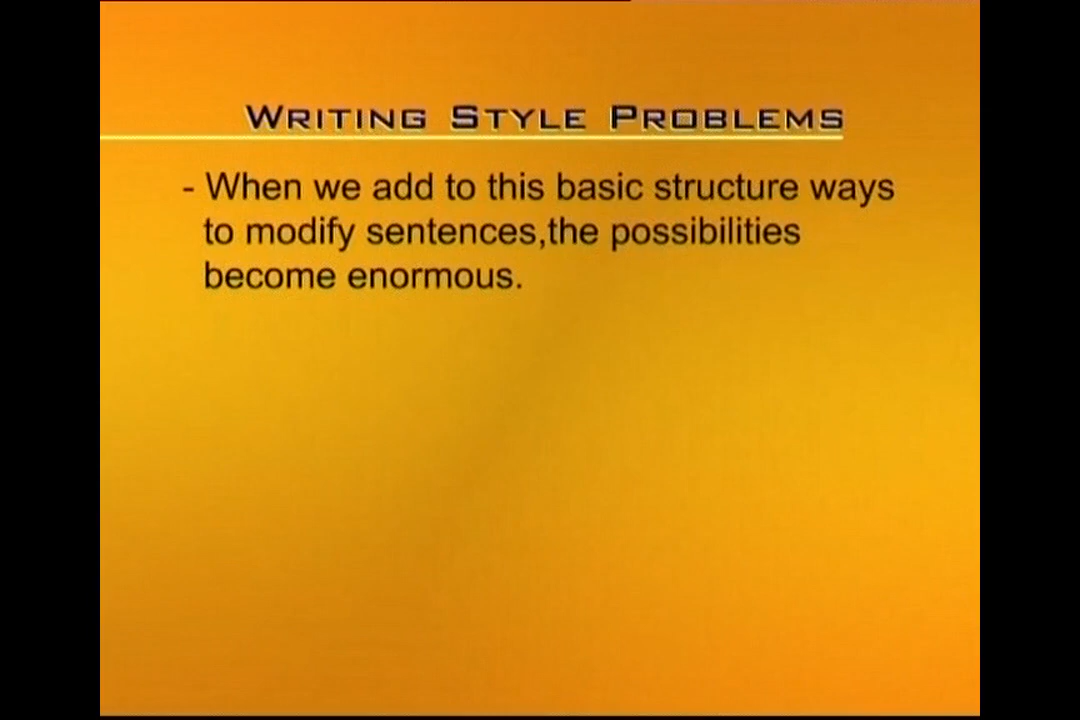 WRITING STYLE PROBLEMS
- When we add to this basic structure ways
to modify sentences,the possibilities
become enormous.